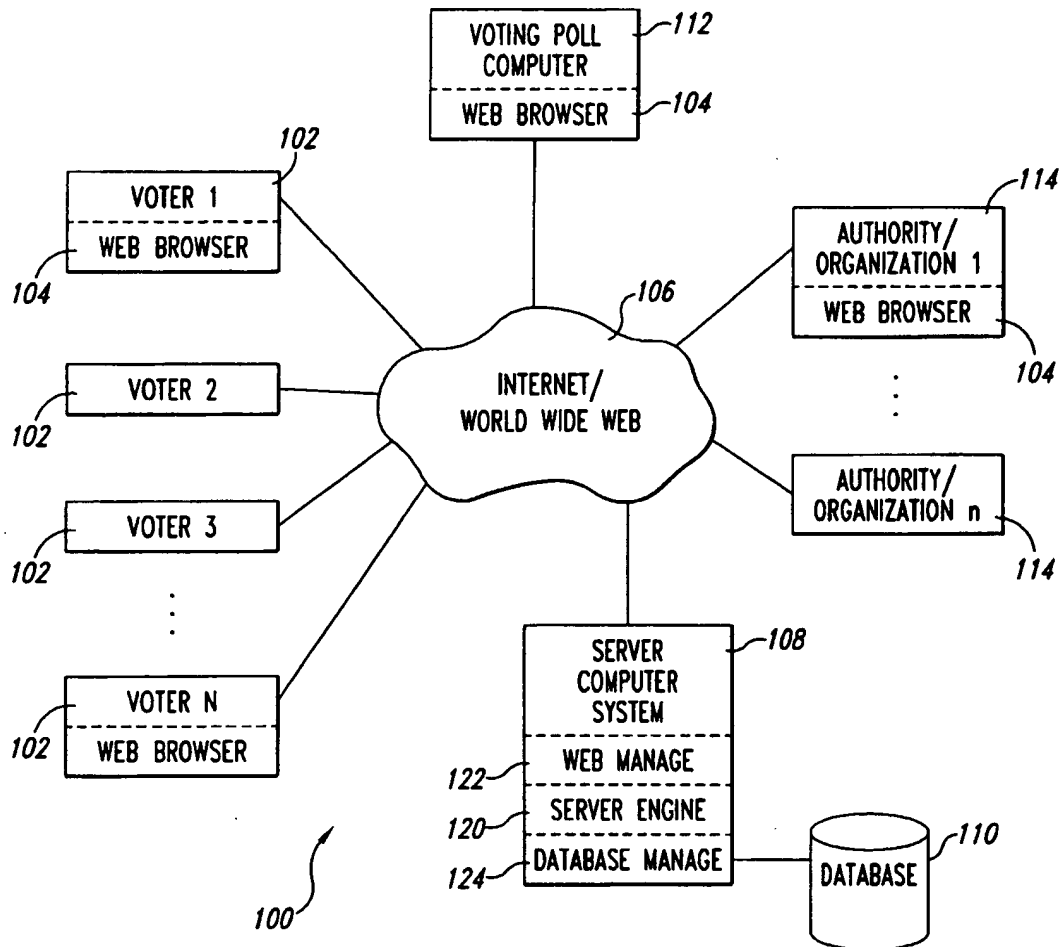 VOTING POLL
COMPUTER
112
WEB BROWSER
104
102
VOTER 1
WEB BROWSER
104
114
AUTHORITY/
ORGANIZATION 1
WEB BROWSER
104
106
INTERNET/
WORLD WIDE WEB
VOTER 2
102
VOTER 3
102
AUTHORITY/
ORGANIZATION n
114
VOTER N
102
WEB BROWSER
108
SERVER
COMPUTER
SYSTEM
WEB MANAGE
122
SERVER ENGINE
120
DATABASE MANAGE
124
110
DATABASE
100